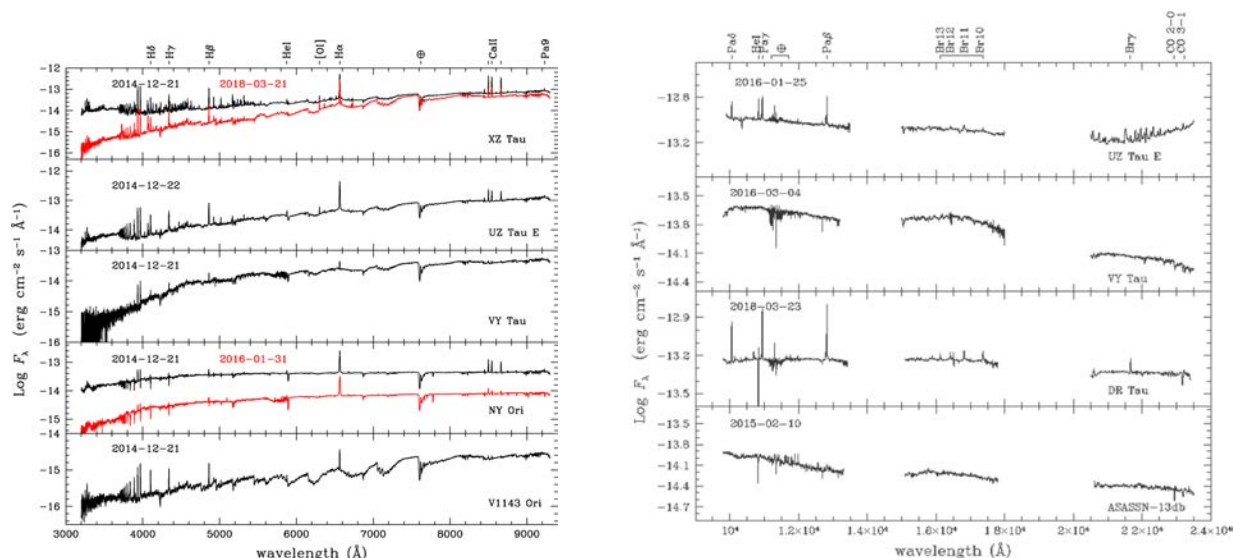 Hδ
Hγ
Hβ
HeI
[OI]
Hα
⊕
CaII
Pa9
-12
-13
-14
-15
-16
2014-12-21
2018-03-21
XZ Tau
-12
-13
-14
2014-12-22
UZ Tau E
-13
-14
-15
2014-12-21
VY Tau
-12
-13
-14
-15
2014-12-21
2016-01-31
NY Ori
-14
-15
-16
2014-12-21
V1143 Ori
Log Fλ (erg cm⁻² s⁻¹ Å⁻¹)
3000 4000 5000 6000 7000 8000 9000
wavelength (Å)
Paδ
HeI
Paγ
⊕
Paβ
Br13
Br12
Br11
Br10
Brγ
CO 2-0
CO 3-1
-12.8
-13.2
2016-01-25
UZ Tau E
-13.5
-13.8
-14.1
-14.4
2016-03-04
VY Tau
-12.9
-13.2
-13.5
2018-03-23
DR Tau
-13.8
-14.1
-14.4
-14.7
2015-02-10
ASASSN-13db
Log Fλ (erg cm⁻² s⁻¹ Å⁻¹)
10⁴ 1.2×10⁴ 1.4×10⁴ 1.6×10⁴ 1.8×10⁴ 2×10⁴ 2.2×10⁴ 2.4×10⁴
wavelength (Å)